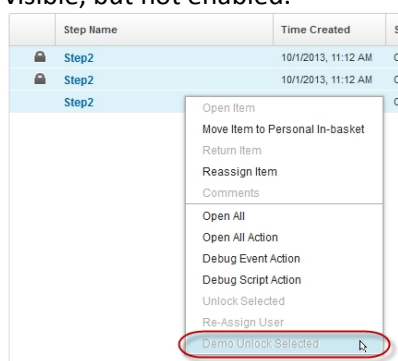 visible, but not enabled.
Step Name Time Created S
Step2 10/1/2013, 11:12 AM
Step2 10/1/2013, 11:12 AM
Step2
Open Item
Move Item to Personal In-basket
Return Item
Reassign Item
Comments
Open All
Open All Action
Debug Event Action
Debug Script Action
Unlock Selected
Re-Assign User
Demo Unlock Selected